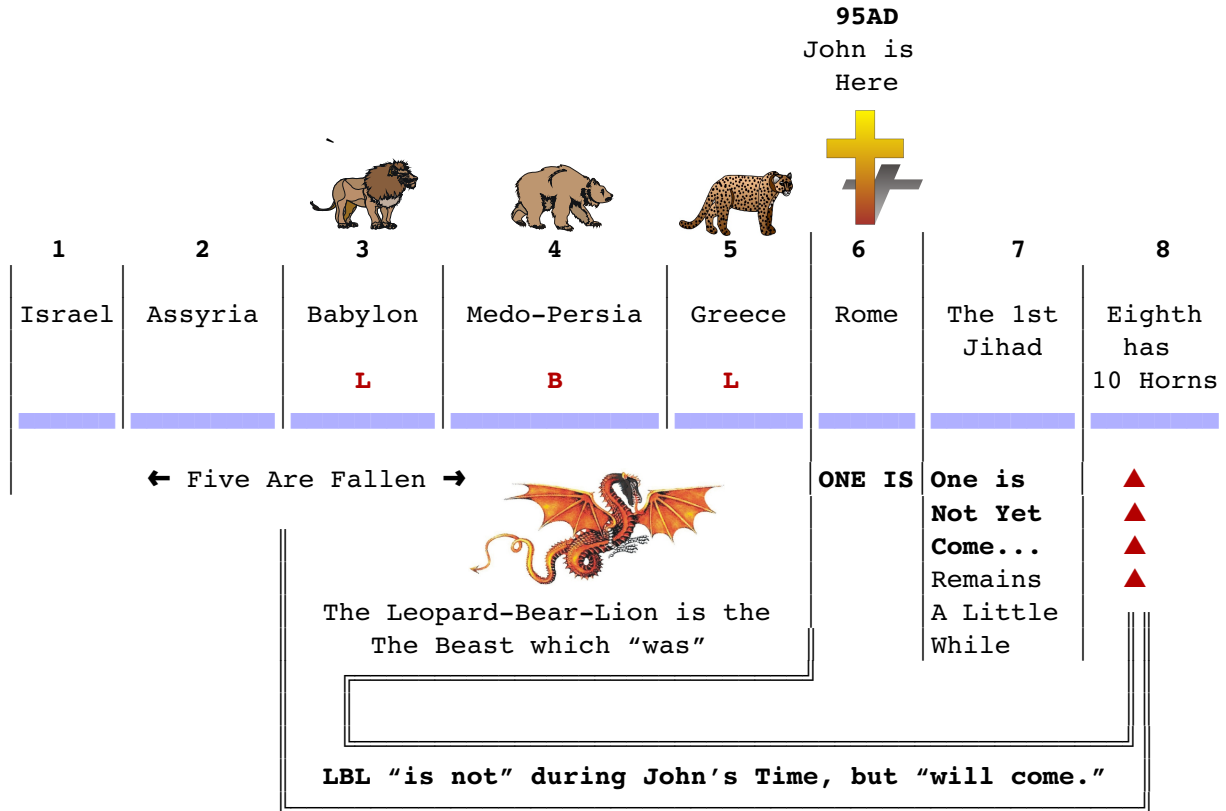 95AD
John is
Here
`
1 2 3 4 5 6 7 8
Israel Assyria Babylon Medo-Persia Greece Rome The 1st Eighth
Jihad has
L B L 10 Horns
← Five Are Fallen → ONE IS One is
Not Yet
Come...
Remains
The Leopard-Bear-Lion is the A Little
The Beast which “was” While
LBL “is not” during John’s Time, but “will come.”